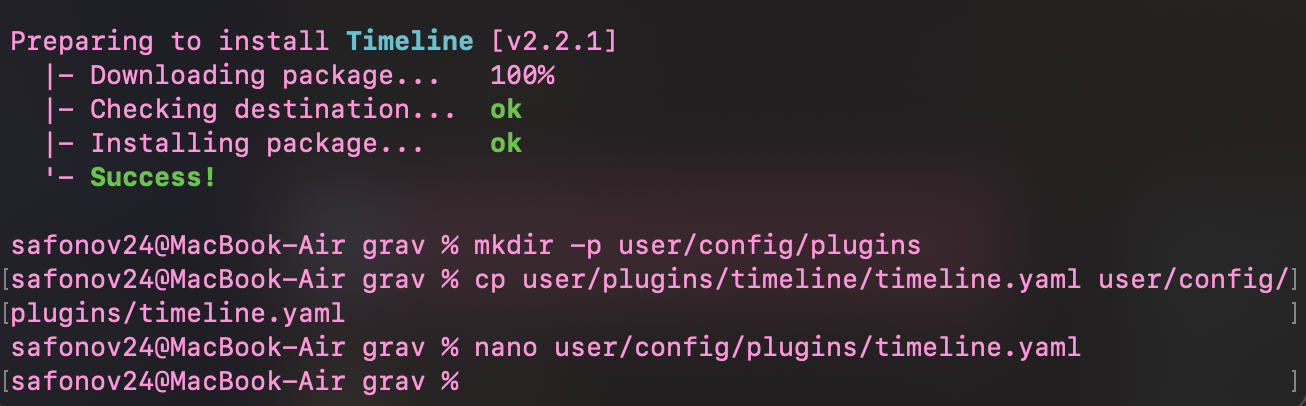 Preparing to install Timeline [v2.2.1]
  |- Downloading package...   100%
  |- Checking destination...  ok
  |- Installing package...    ok
  '- Success!
safonov24@MacBook-Air grav % mkdir -p user/config/plugins
[safonov24@MacBook-Air grav % cp user/plugins/timeline/timeline.yaml user/config/]
[plugins/timeline.yaml ]
safonov24@MacBook-Air grav % nano user/config/plugins/timeline.yaml
[safonov24@MacBook-Air grav % ]